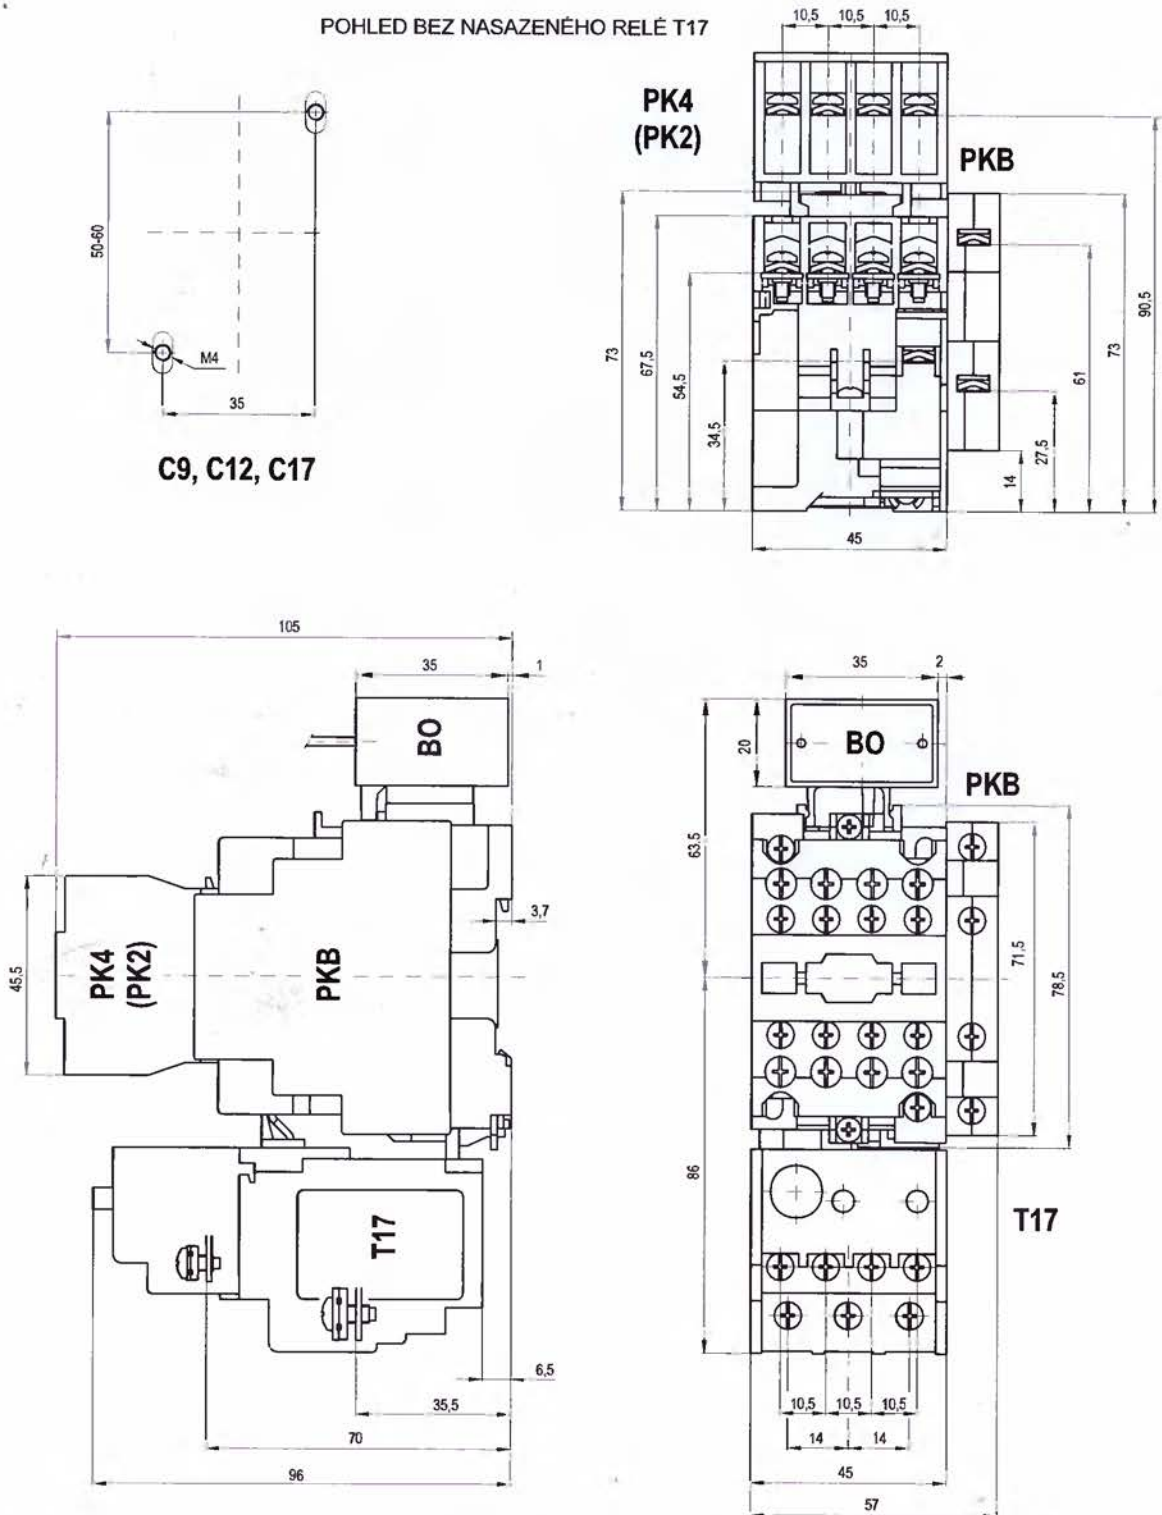 POHLED BEZ NASAZENÉHO RELÉ T17
10,5 10,5 10,5
PK4
(PK2)
PKB
50-60
M4
35
C9, C12, C17
73
67,5
54,5
34,5
14
27,5
61
73
90,5
45
105
35 1
BO
3,7
45,5
PK4
(PK2)
PKB
T17
6,5
35,5
70
96
35 2
20
BO
PKB
63,5
71,5
78,5
86
T17
10,5 10,5 10,5
14 14
45
57